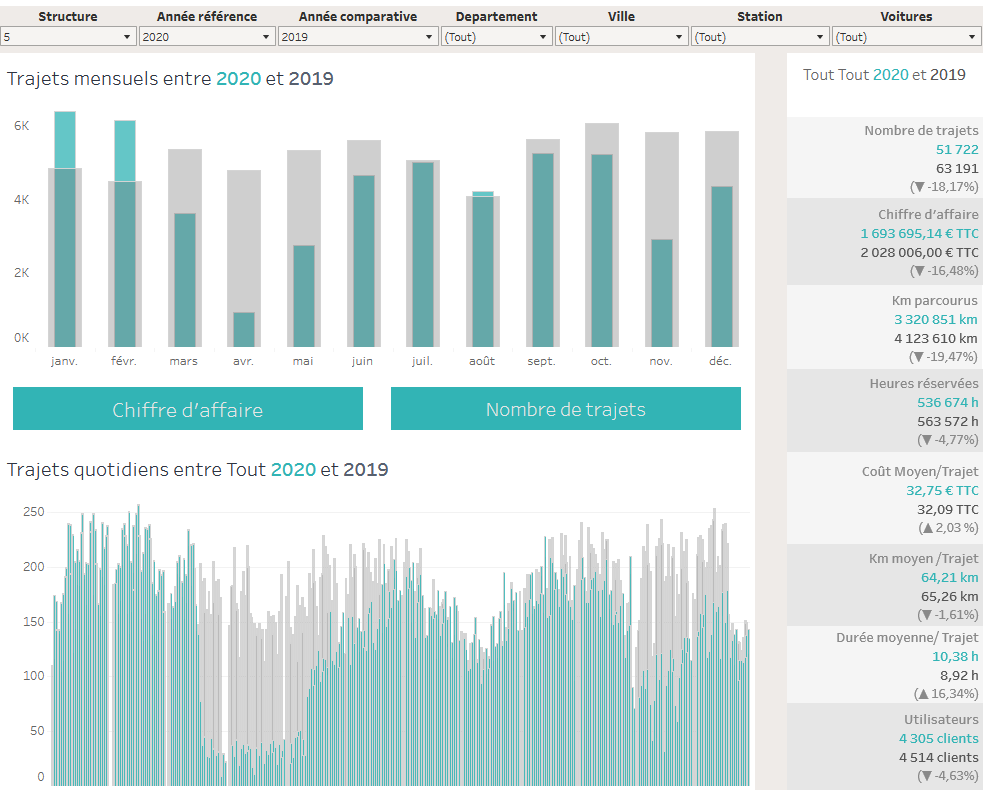 Structure Année référence Année comparative Departement Ville Station Voitures
5 2020 2019 (Tout) (Tout) (Tout) (Tout)
Trajets mensuels entre 2020 et 2019
6K
4K
2K
0K
janv. févr. mars avr. mai juin juil. août sept. oct. nov. déc.
Chiffre d'affaire Nombre de trajets
Trajets quotidiens entre Tout 2020 et 2019
250
200
150
100
50
0
Tout Tout 2020 et 2019
Nombre de trajets
51 722
63 191
(▼ -18,17%)
Chiffre d'affaire
1 693 695,14 € TTC
2 028 006,00 € TTC
(▼ -16,48%)
Km parcourus
3 320 851 km
4 123 610 km
(▼ -19,47%)
Heures réservées
536 674 h
563 572 h
(▼ -4,77%)
Coût Moyen/Trajet
32,75 € TTC
32,09 TTC
(▲ 2,03 %)
Km moyen /Trajet
64,21 km
65,26 km
(▼ -1,61%)
Durée moyenne/ Trajet
10,38 h
8,92 h
(▲ 16,34%)
Utilisateurs
4 305 clients
4 514 clients
(▼ -4,63%)